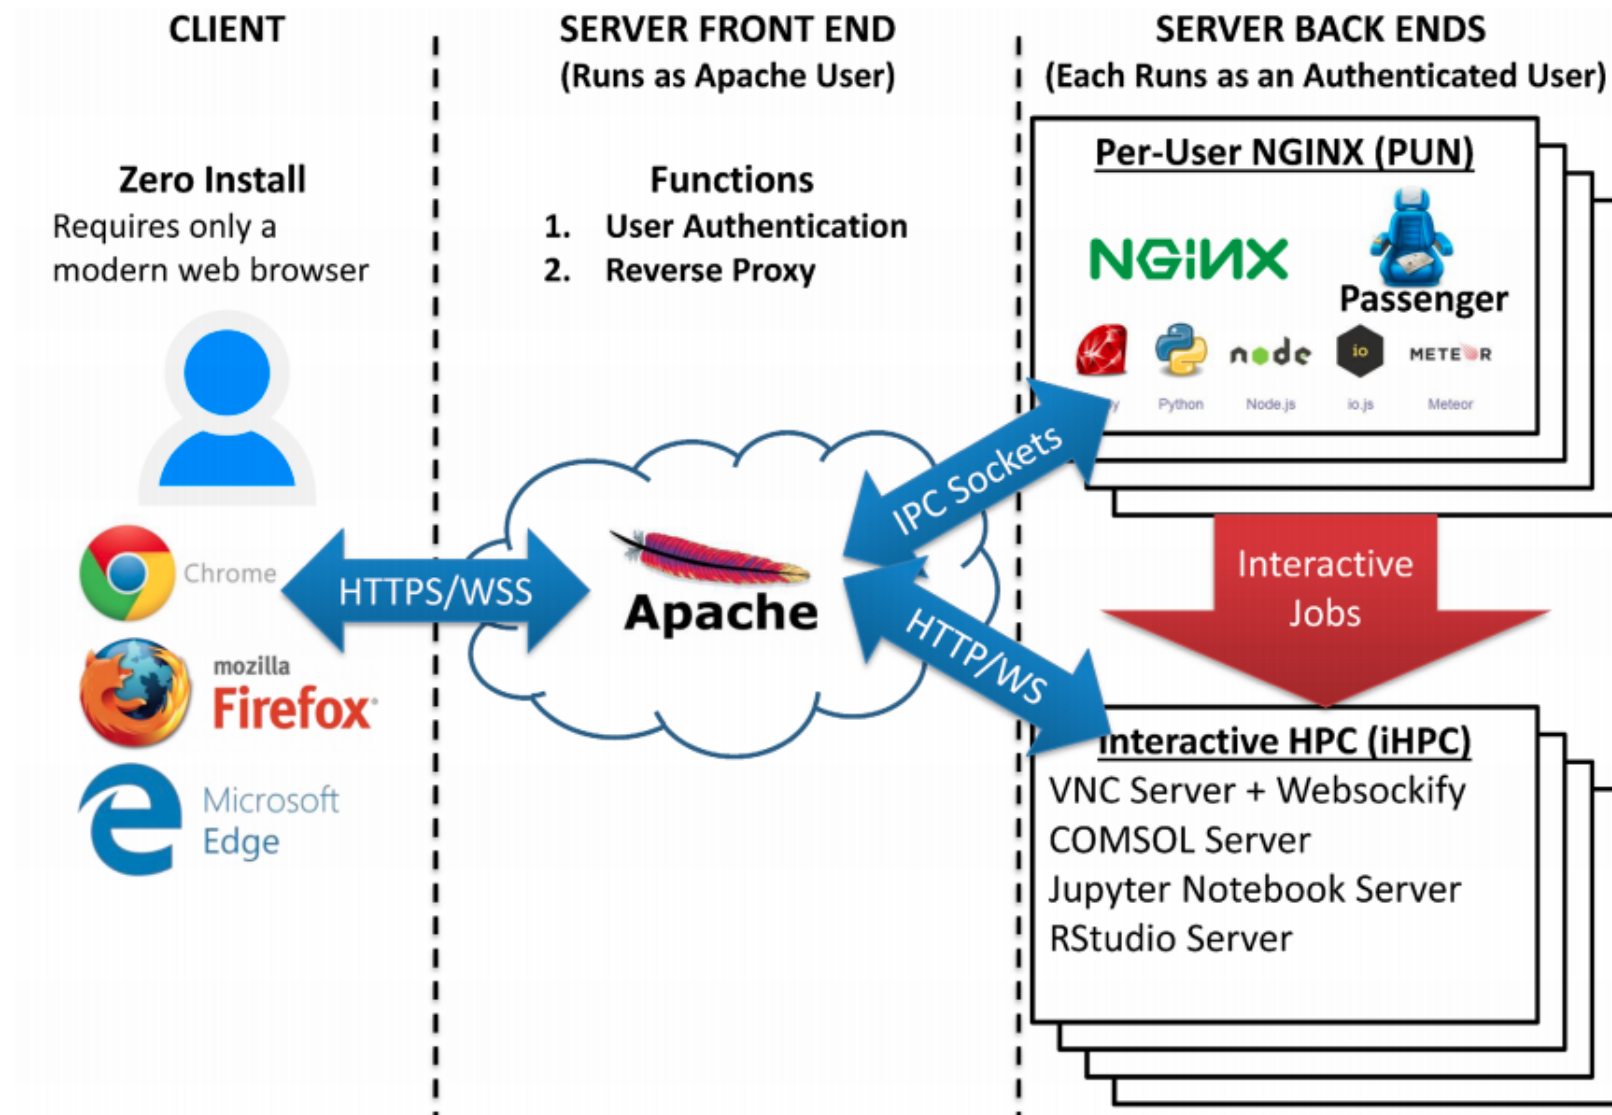 CLIENT
Zero Install
Requires only a
modern web browser
Chrome
mozilla
Firefox
Microsoft
Edge
HTTPS/WSS
SERVER FRONT END
(Runs as Apache User)
Functions
1. User Authentication
2. Reverse Proxy
Apache
IPC Sockets
HTTP/WS
SERVER BACK ENDS
(Each Runs as an Authenticated User)
Per-User NGINX (PUN)
NGiNX
Passenger
node
io
METEOR
Python Node.js io.js Meteor
Interactive
Jobs
Interactive HPC (iHPC)
VNC Server + Websockify
COMSOL Server
Jupyter Notebook Server
RStudio Server